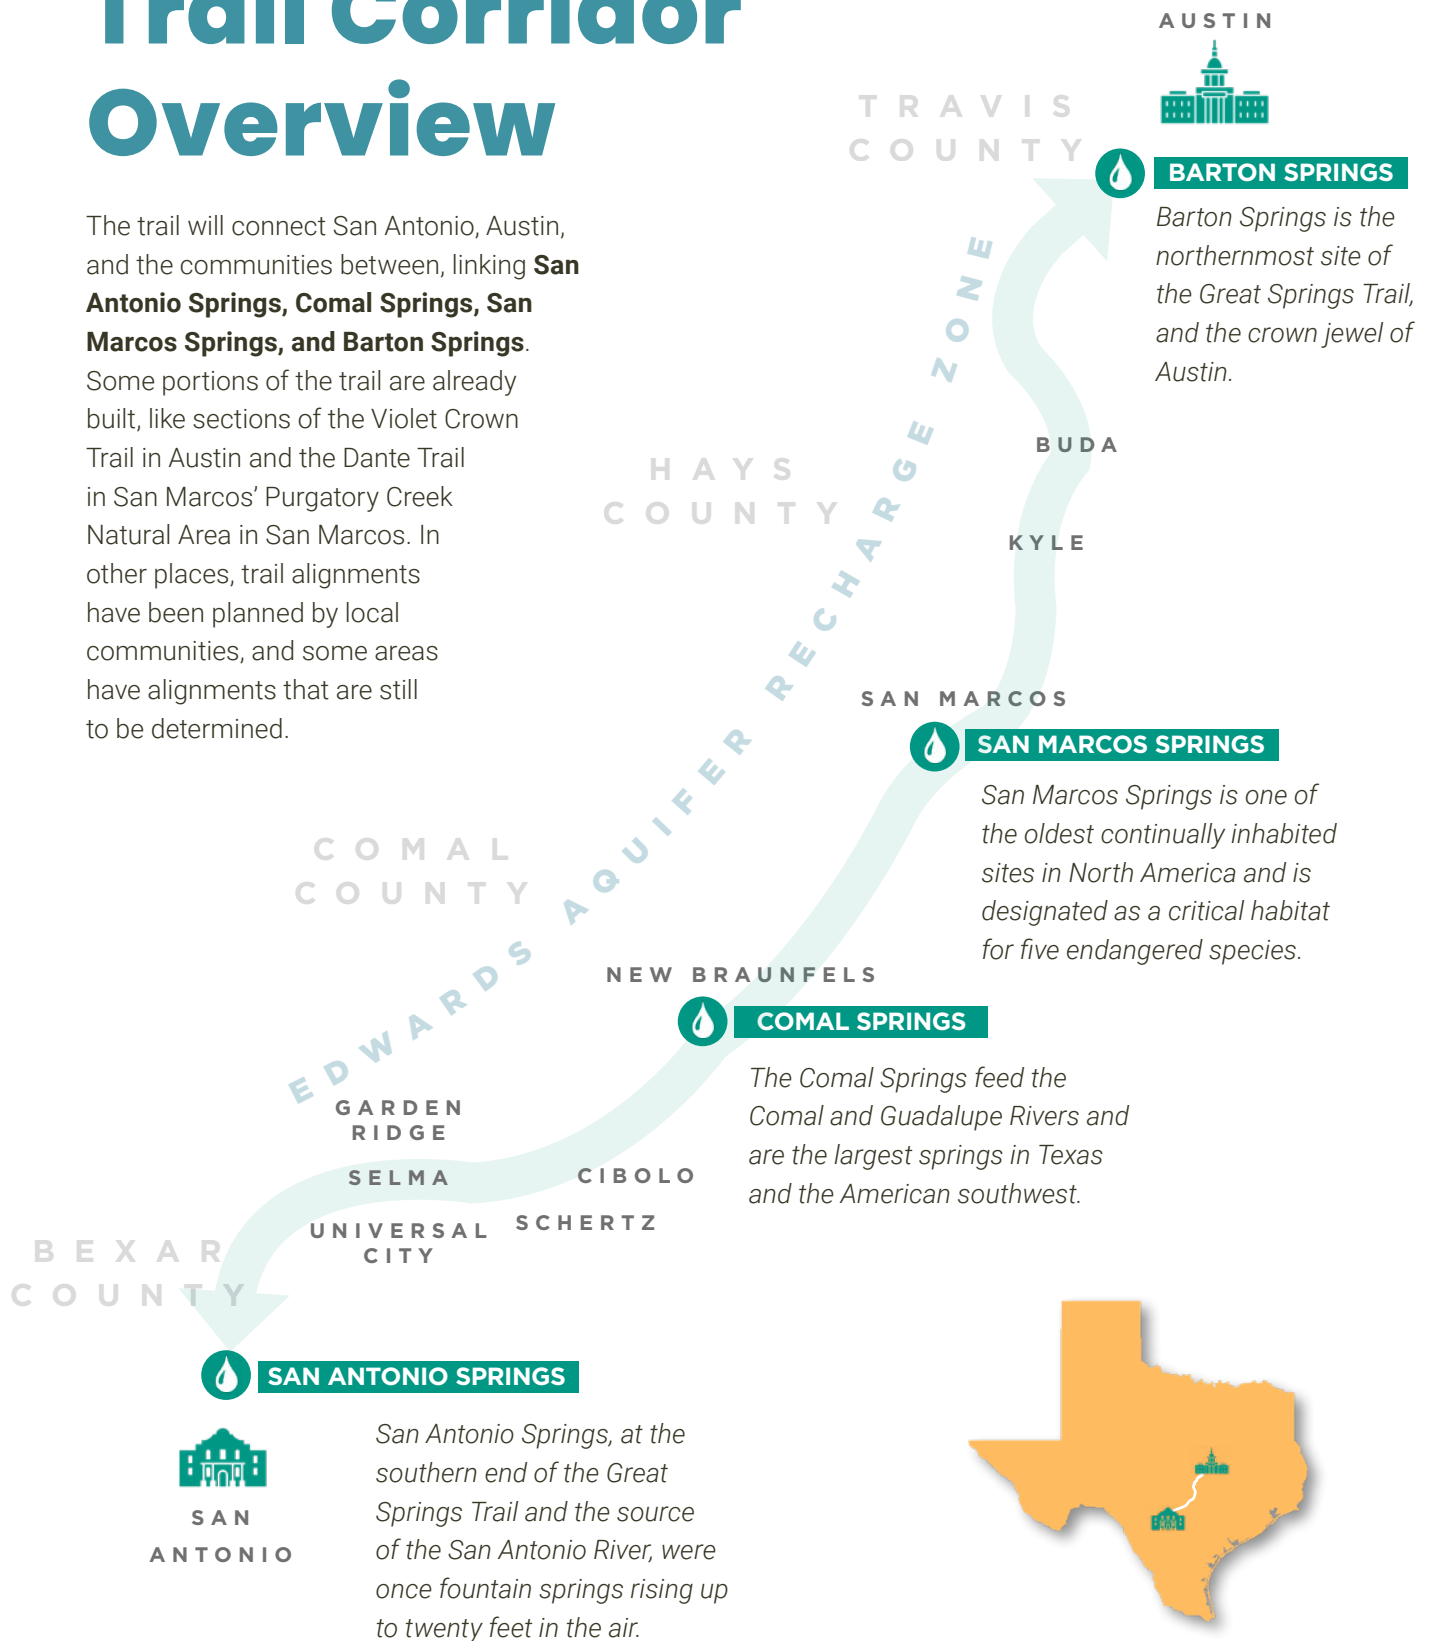 Trail Corridor
Overview
The trail will connect San Antonio, Austin,
and the communities between, linking San
Antonio Springs, Comal Springs, San
Marcos Springs, and Barton Springs.
Some portions of the trail are already
built, like sections of the Violet Crown
Trail in Austin and the Dante Trail
in San Marcos’ Purgatory Creek
Natural Area in San Marcos. In
other places, trail alignments
have been planned by local
communities, and some areas
have alignments that are still
to be determined.
AUSTIN
TRAVIS
COUNTY
BARTON SPRINGS
Barton Springs is the
northernmost site of
the Great Springs Trail,
and the crown jewel of
Austin.
EDWARDS AQUIFER RECHARGE ZONE
BUDA
HAYS
COUNTY
KYLE
SAN MARCOS
SAN MARCOS SPRINGS
San Marcos Springs is one of
the oldest continually inhabited
sites in North America and is
designated as a critical habitat
for five endangered species.
COMAL
COUNTY
NEW BRAUNFELS
COMAL SPRINGS
The Comal Springs feed the
Comal and Guadalupe Rivers and
are the largest springs in Texas
and the American southwest.
GARDEN
RIDGE
SELMA
CIBOLO
SCHERTZ
UNIVERSAL
CITY
BEXAR
COUNTY
SAN ANTONIO SPRINGS
San Antonio Springs, at the
southern end of the Great
Springs Trail and the source
of the San Antonio River, were
once fountain springs rising up
to twenty feet in the air.
SAN
ANTONIO